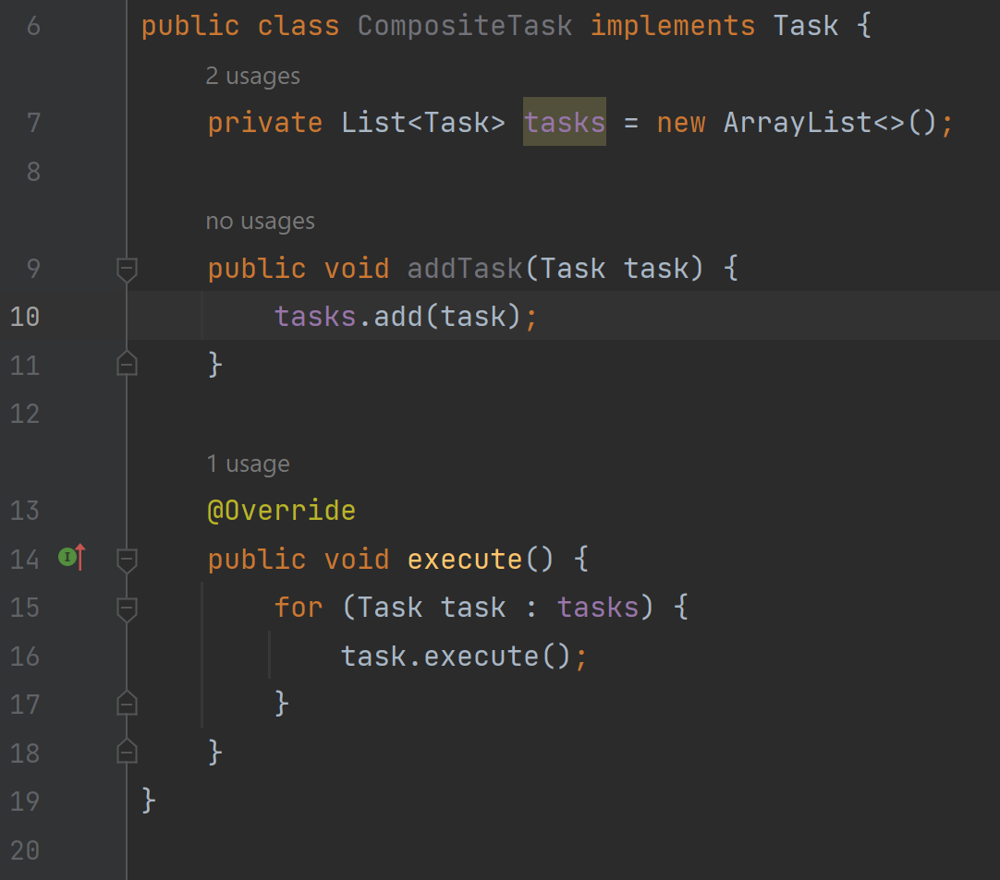 6 public class CompositeTask implements Task {
2 usages
7 private List<Task> tasks = new ArrayList<>();
8
no usages
9 public void addTask(Task task) {
10 tasks.add(task);
11 }
12
1 usage
13 @Override
14 I public void execute() {
15 for (Task task : tasks) {
16 task.execute();
17 }
18 }
19 }
20